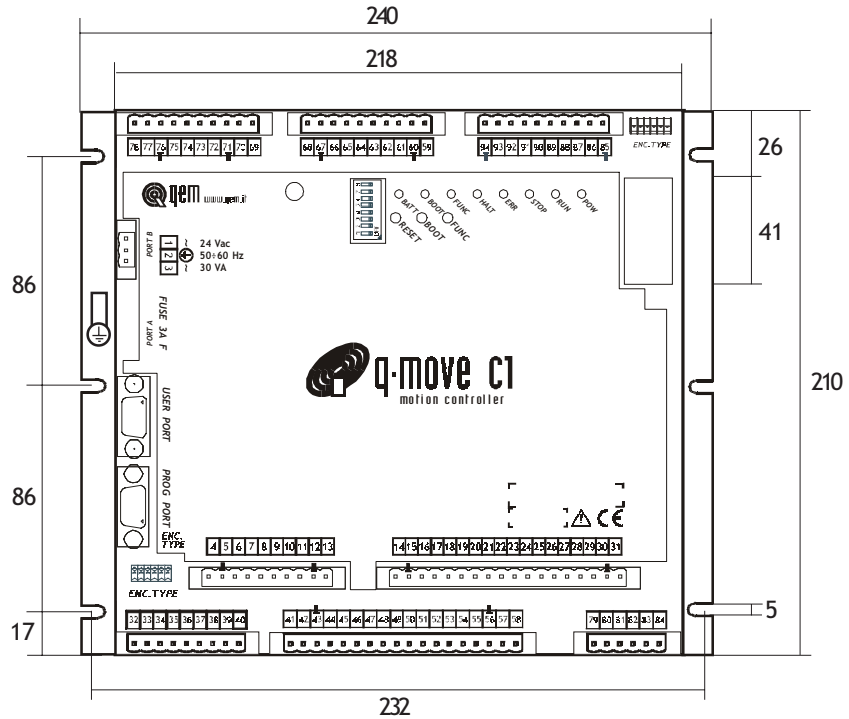 240
218
78 77 76 75 74 73 72 71 70 69
68 67 66 65 64 63 62 61 60 59
94 93 92 91 90 89 88 87 86 85
ENC.TYPE
26
qem www.qem.it
BATT BOOT FUNC HALT ERR STOP RUN POW
RESET BOOT FUNC
41
PORT B
1 ~ 24 Vac
2 50÷60 Hz
3 ~ 30 VA
86
FUSE 3A F
PORT A
q·move c1
motion controller
210
USER PORT
86
PROG PORT
CE
ENC.
TYPE
4 5 6 7 8 9 10 11 12 13
14 15 16 17 18 19 20 21 22 23 24 25 26 27 28 29 30 31
ENC.TYPE
5
17
32 33 34 35 36 37 38 39 40
41 42 43 44 45 46 47 48 49 50 51 52 53 54 55 56 57 58
79 80 81 82 83 84
232